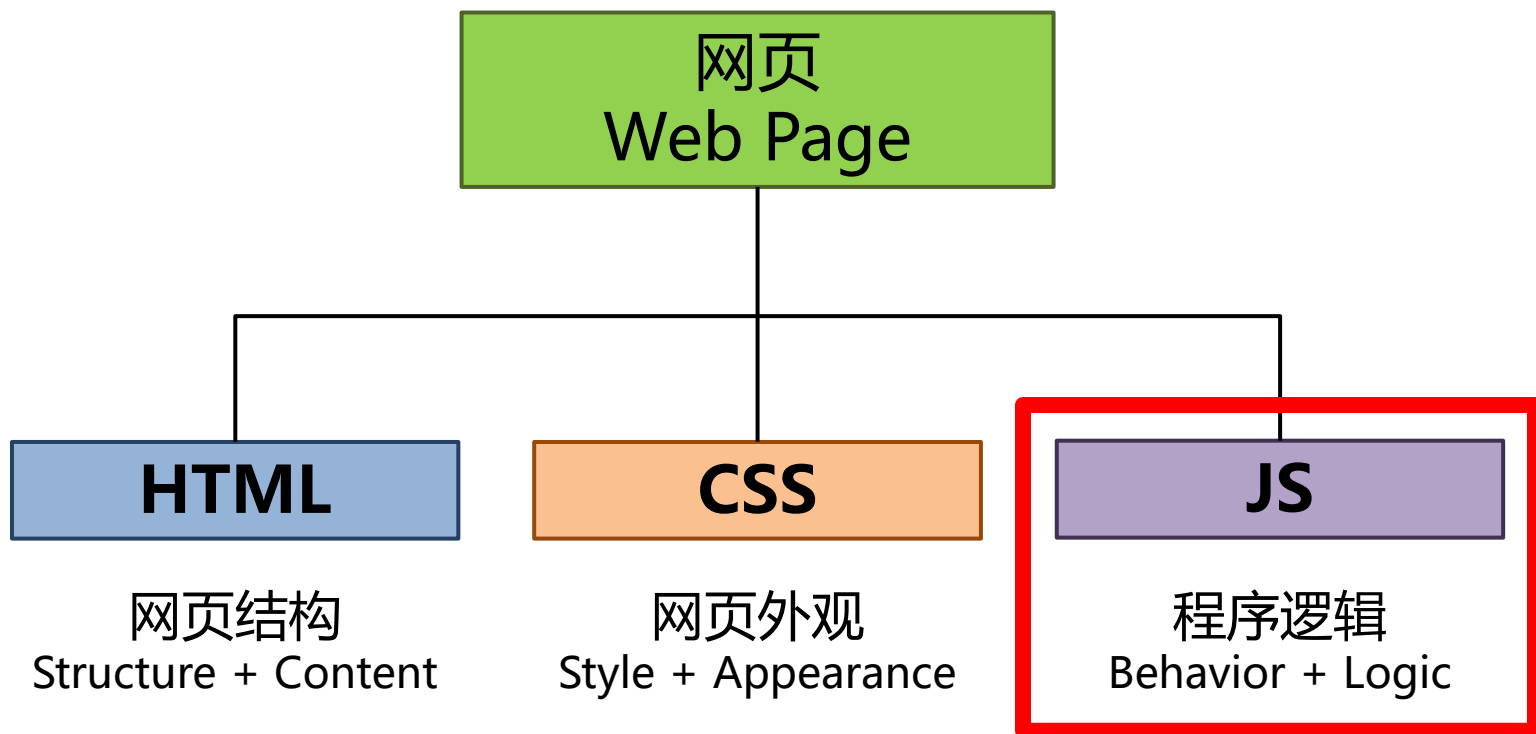 网页
Web Page
HTML
CSS
JS
网页结构
Structure + Content
网页外观
Style + Appearance
程序逻辑
Behavior + Logic